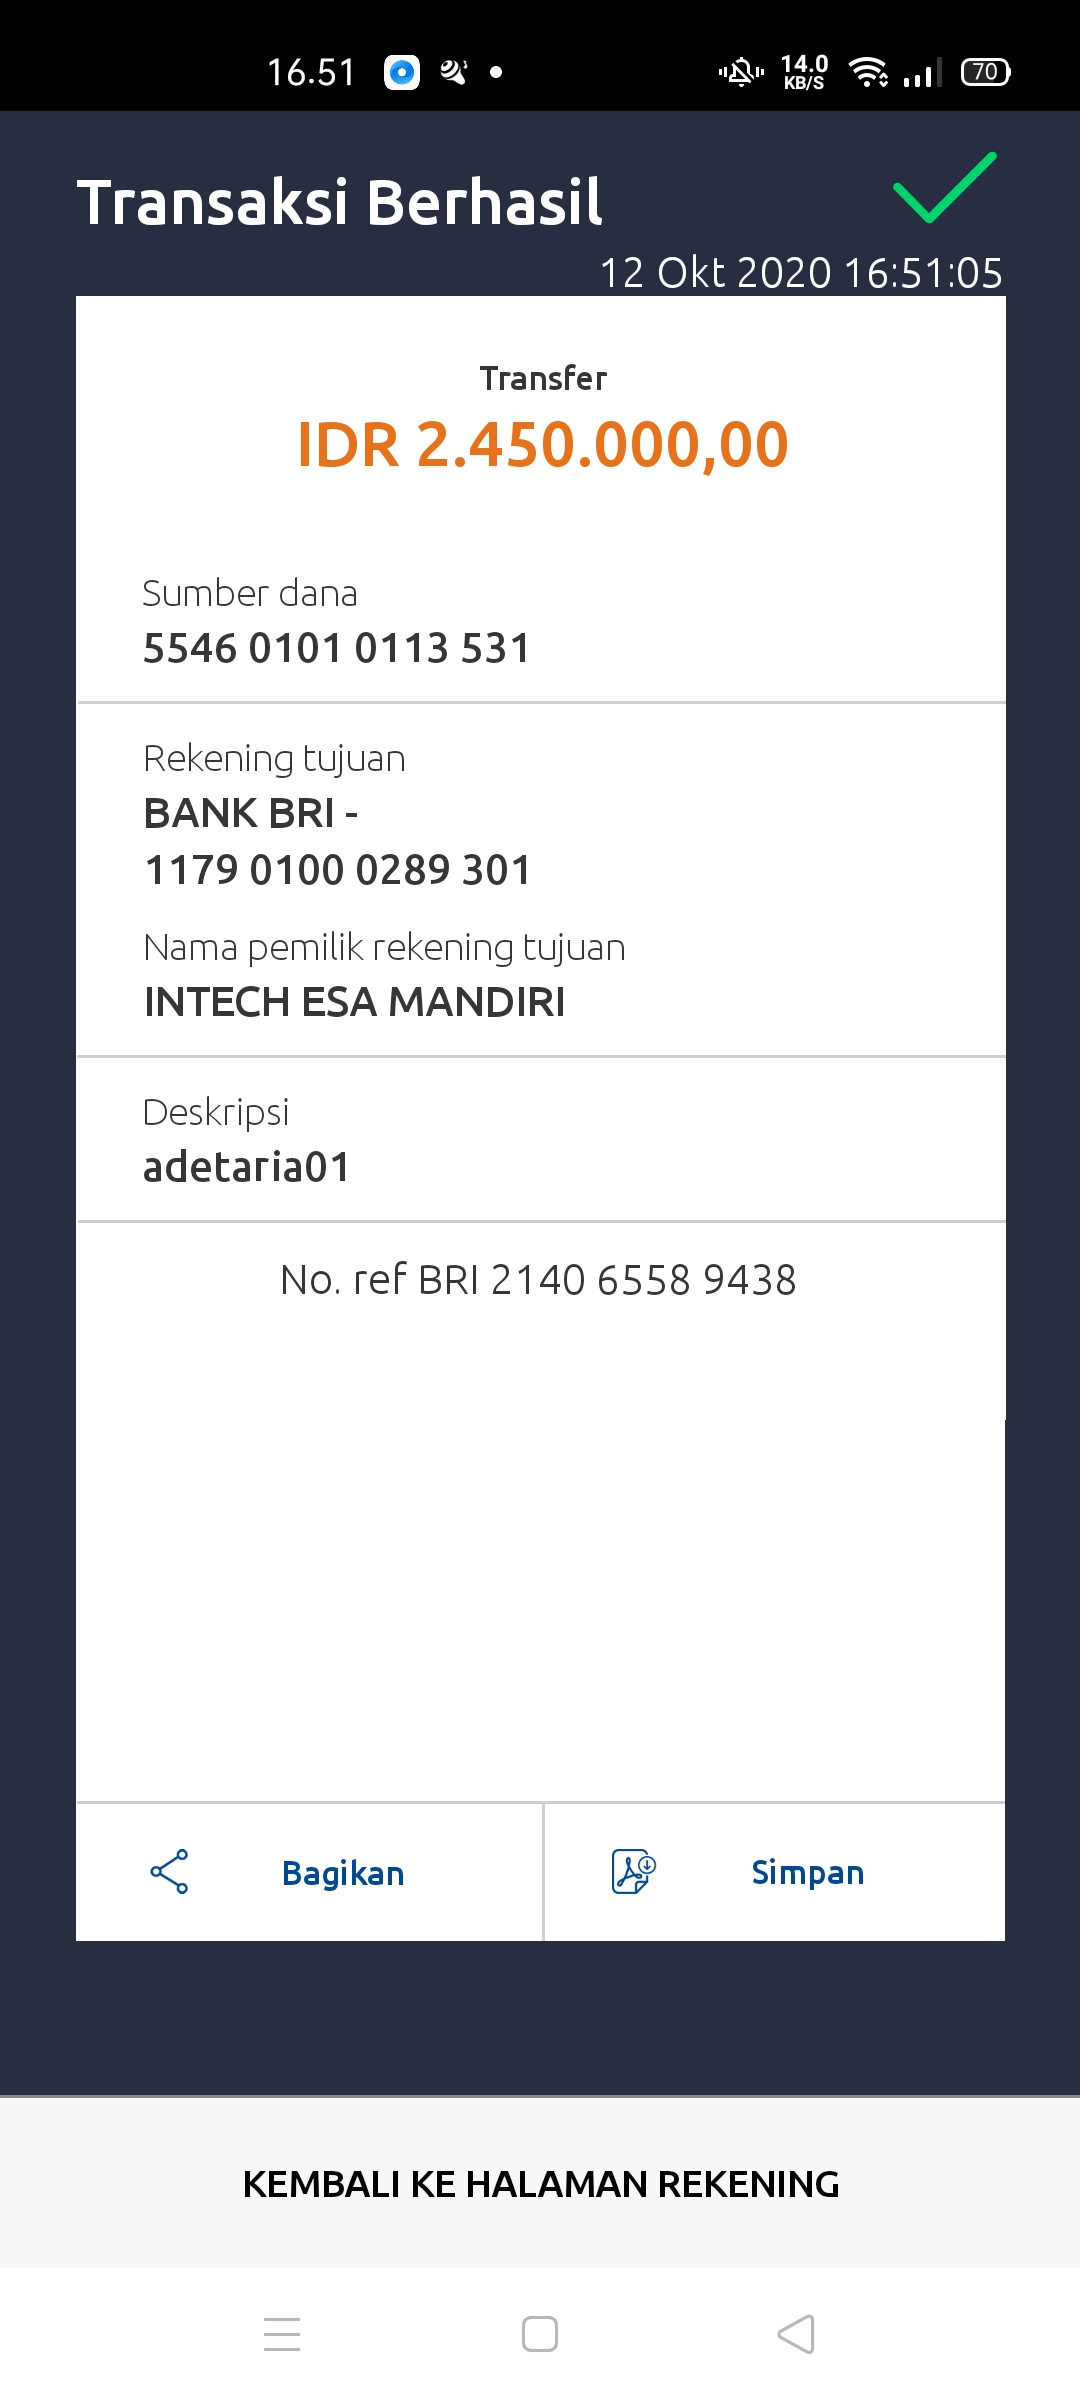 16.51
14.0
KB/S
70
Transaksi Berhasil
12 Okt 2020 16:51:05
Transfer
IDR 2.450.000,00
Sumber dana
5546 0101 0113 531
Rekening tujuan
BANK BRI -
1179 0100 0289 301
Nama pemilik rekening tujuan
INTECH ESA MANDIRI
Deskripsi
adetaria01
No. ref BRI 2140 6558 9438
Bagikan
Simpan
KEMBALI KE HALAMAN REKENING